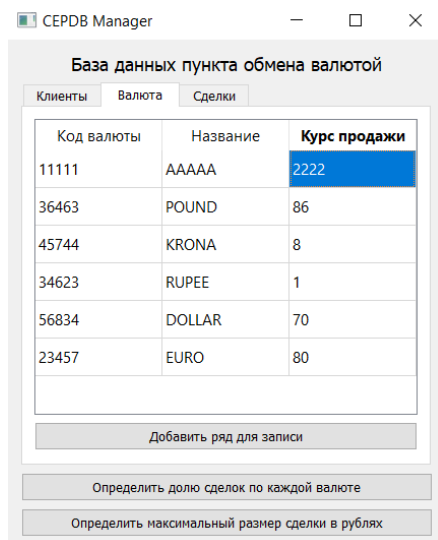 CEPDB Manager
База данных пункта обмена валютой
Клиенты Валюта Сделки
Код валюты Название Курс продажи
11111 AAAAA 2222
36463 POUND 86
45744 KRONA 8
34623 RUPEE 1
56834 DOLLAR 70
23457 EURO 80
Добавить ряд для записи
Определить долю сделок по каждой валюте
Определить максимальный размер сделки в рублях